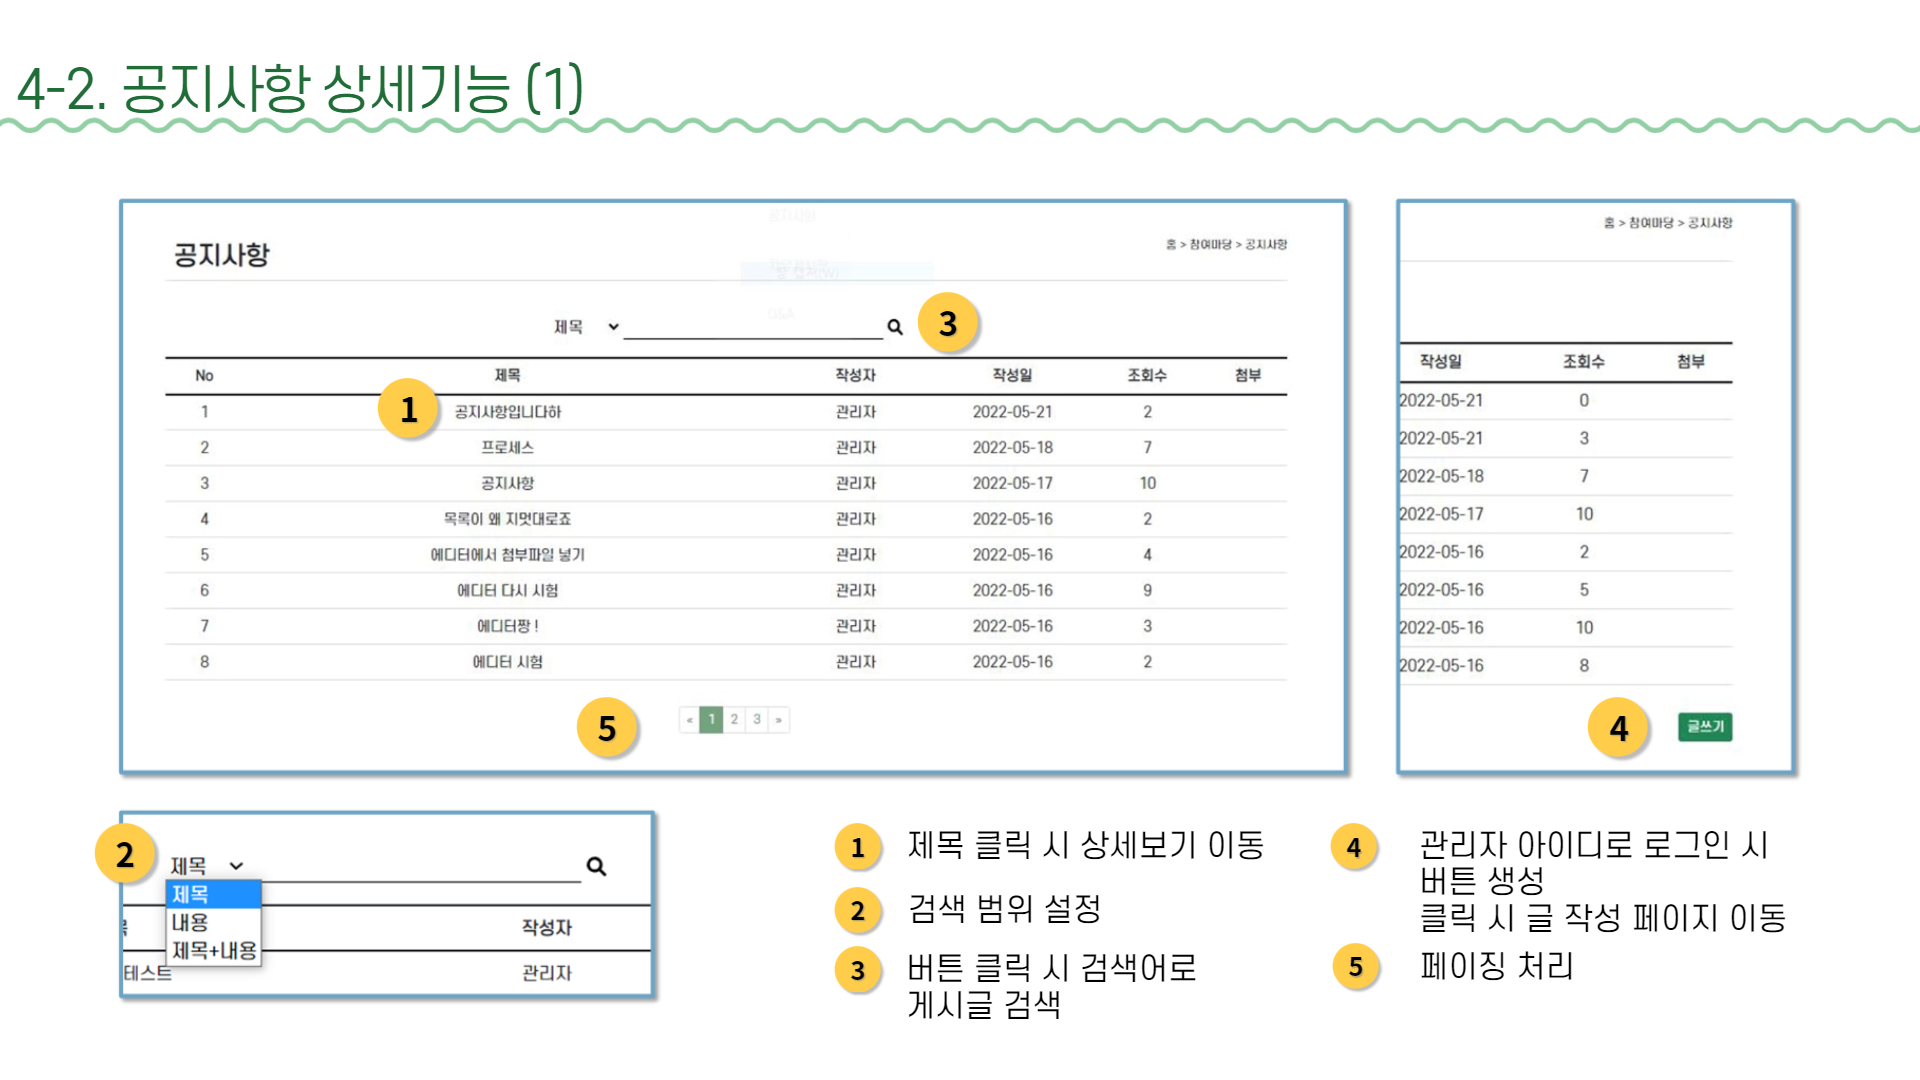 4-2. 공지사항 상세기능 (1)
공지사항
홈 > 참여마당 > 공지사항
제목
3
No 제목 작성자 작성일 조회수 첨부
1
1 공지사항입니다하 관리자 2022-05-21 2
2 프로세스 관리자 2022-05-18 7
3 공지사항 관리자 2022-05-17 10
4 목록이 왜 지멋대로죠 관리자 2022-05-16 2
5 에디터에서 첨부파일 넣기 관리자 2022-05-16 4
6 에디터 다시 시험 관리자 2022-05-16 9
7 에디터짱 ! 관리자 2022-05-16 3
8 에디터 시험 관리자 2022-05-16 2
5
« 1 2 3 »
홈 > 참여마당 > 공지사항
작성일 조회수 첨부
2022-05-21 0
2022-05-21 3
2022-05-18 7
2022-05-17 10
2022-05-16 2
2022-05-16 5
2022-05-16 10
2022-05-16 8
4
글쓰기
2
제목
제목
내용
제목+내용
작성자
테스트 관리자
1 제목 클릭 시 상세보기 이동
2 검색 범위 설정
3 버튼 클릭 시 검색어로
게시글 검색
4 관리자 아이디로 로그인 시
버튼 생성
클릭 시 글 작성 페이지 이동
5 페이징 처리